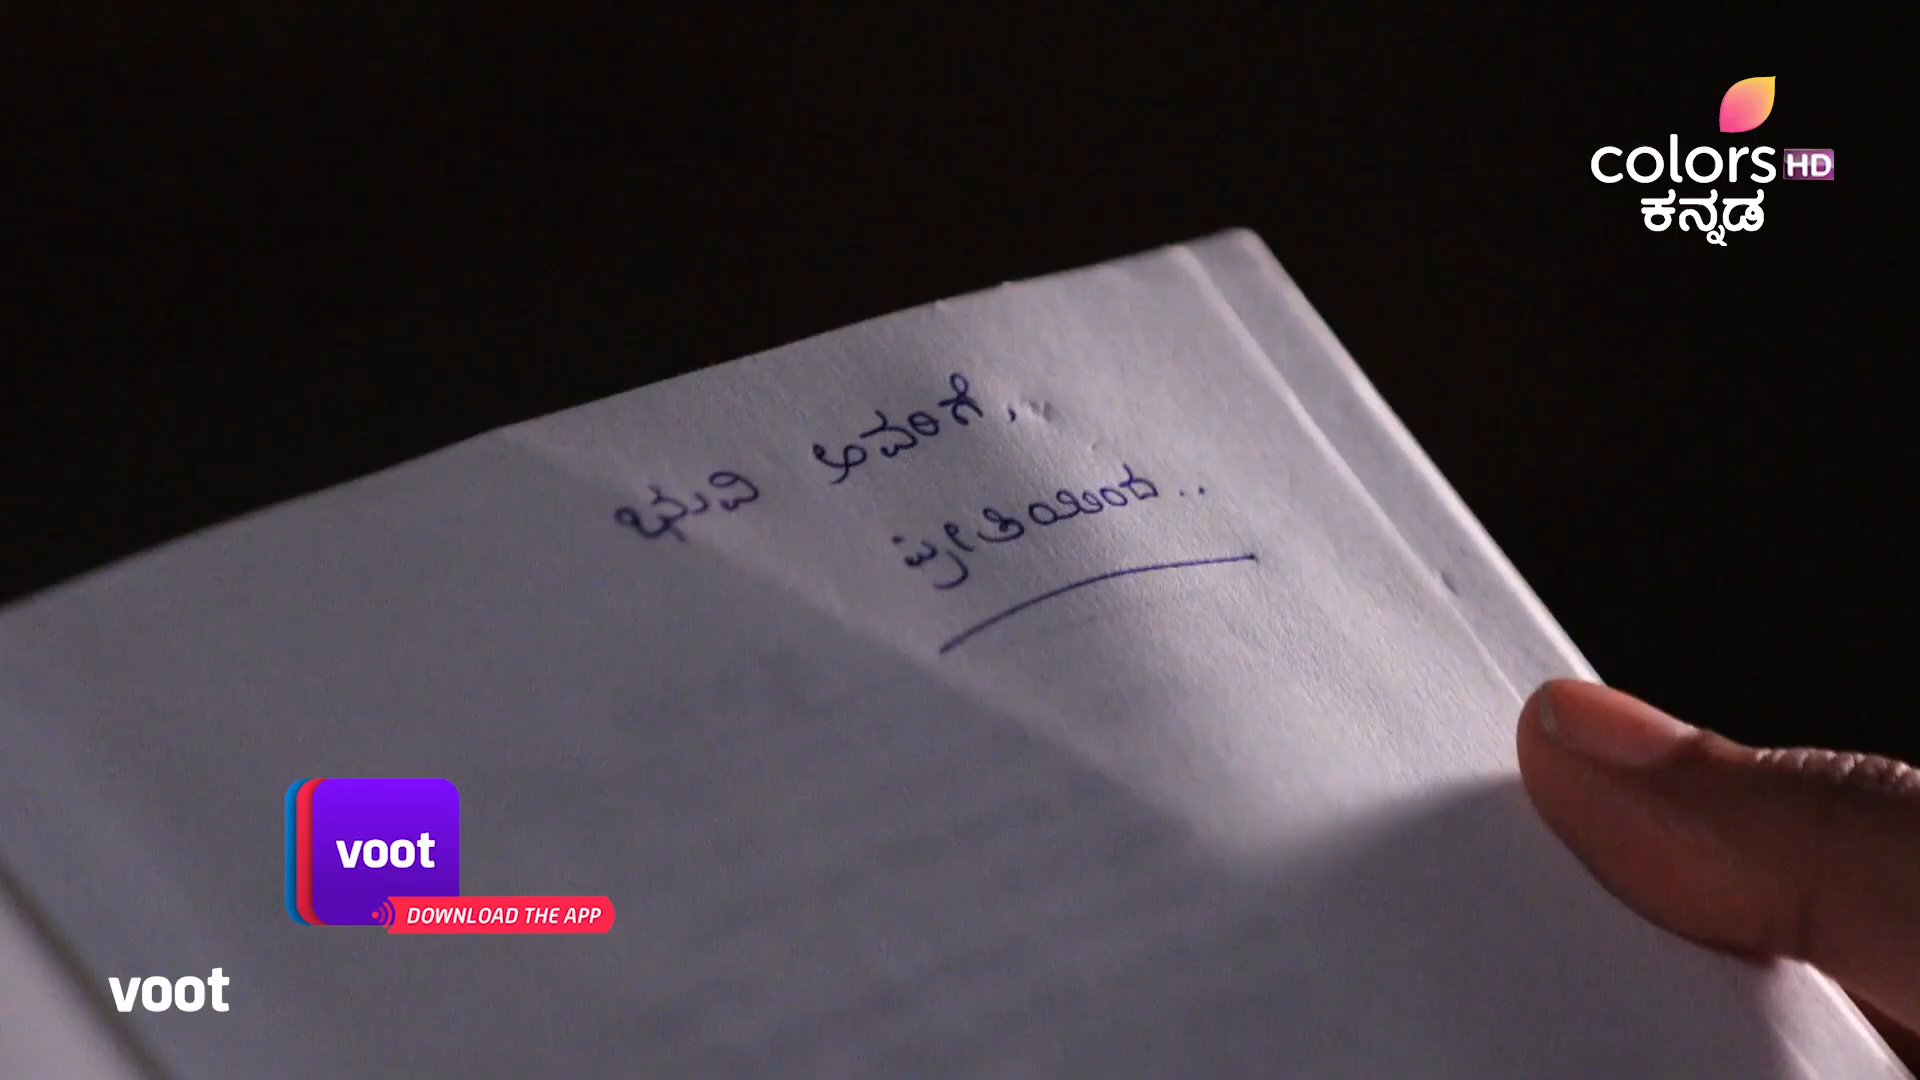 colors HD
ಕನ್ನಡ
ಭುವಿ ಅವರಿಗೆ,
ಪ್ರೀತಿಯಿಂದ..
voot
DOWNLOAD THE APP
voot